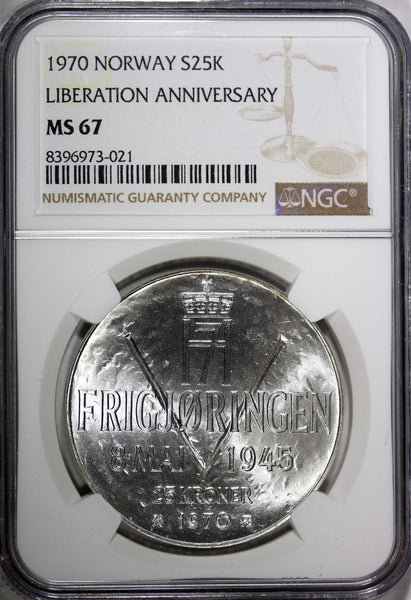 1970 NORWAY S25K
LIBERATION ANNIVERSARY
MS 67
8396973-021
NUMISMATIC GUARANTY COMPANY
NGC®
H7
FRIGJØRINGEN
8 MAI 1945
25 KRONER
1970